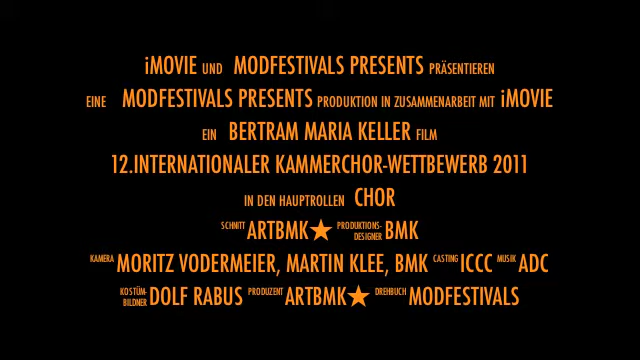 iMOVIE UND MODFESTIVALS PRESENTS PRÄSENTIEREN
EINE MODFESTIVALS PRESENTS PRODUKTION IN ZUSAMMENARBEIT MIT iMOVIE
EIN BERTRAM MARIA KELLER FILM
12.INTERNATIONALER KAMMERCHOR-WETTBEWERB 2011
IN DEN HAUPTROLLEN CHOR
SCHNITT ARTBMK★ PRODUKTIONS-DESIGNER BMK
KAMERA MORITZ VODERMEIER, MARTIN KLEE, BMK CASTING ICCC MUSIK ADC
KOSTÜM-BILDNER DOLF RABUS PRODUZENT ARTBMK★ DREHBUCH MODFESTIVALS